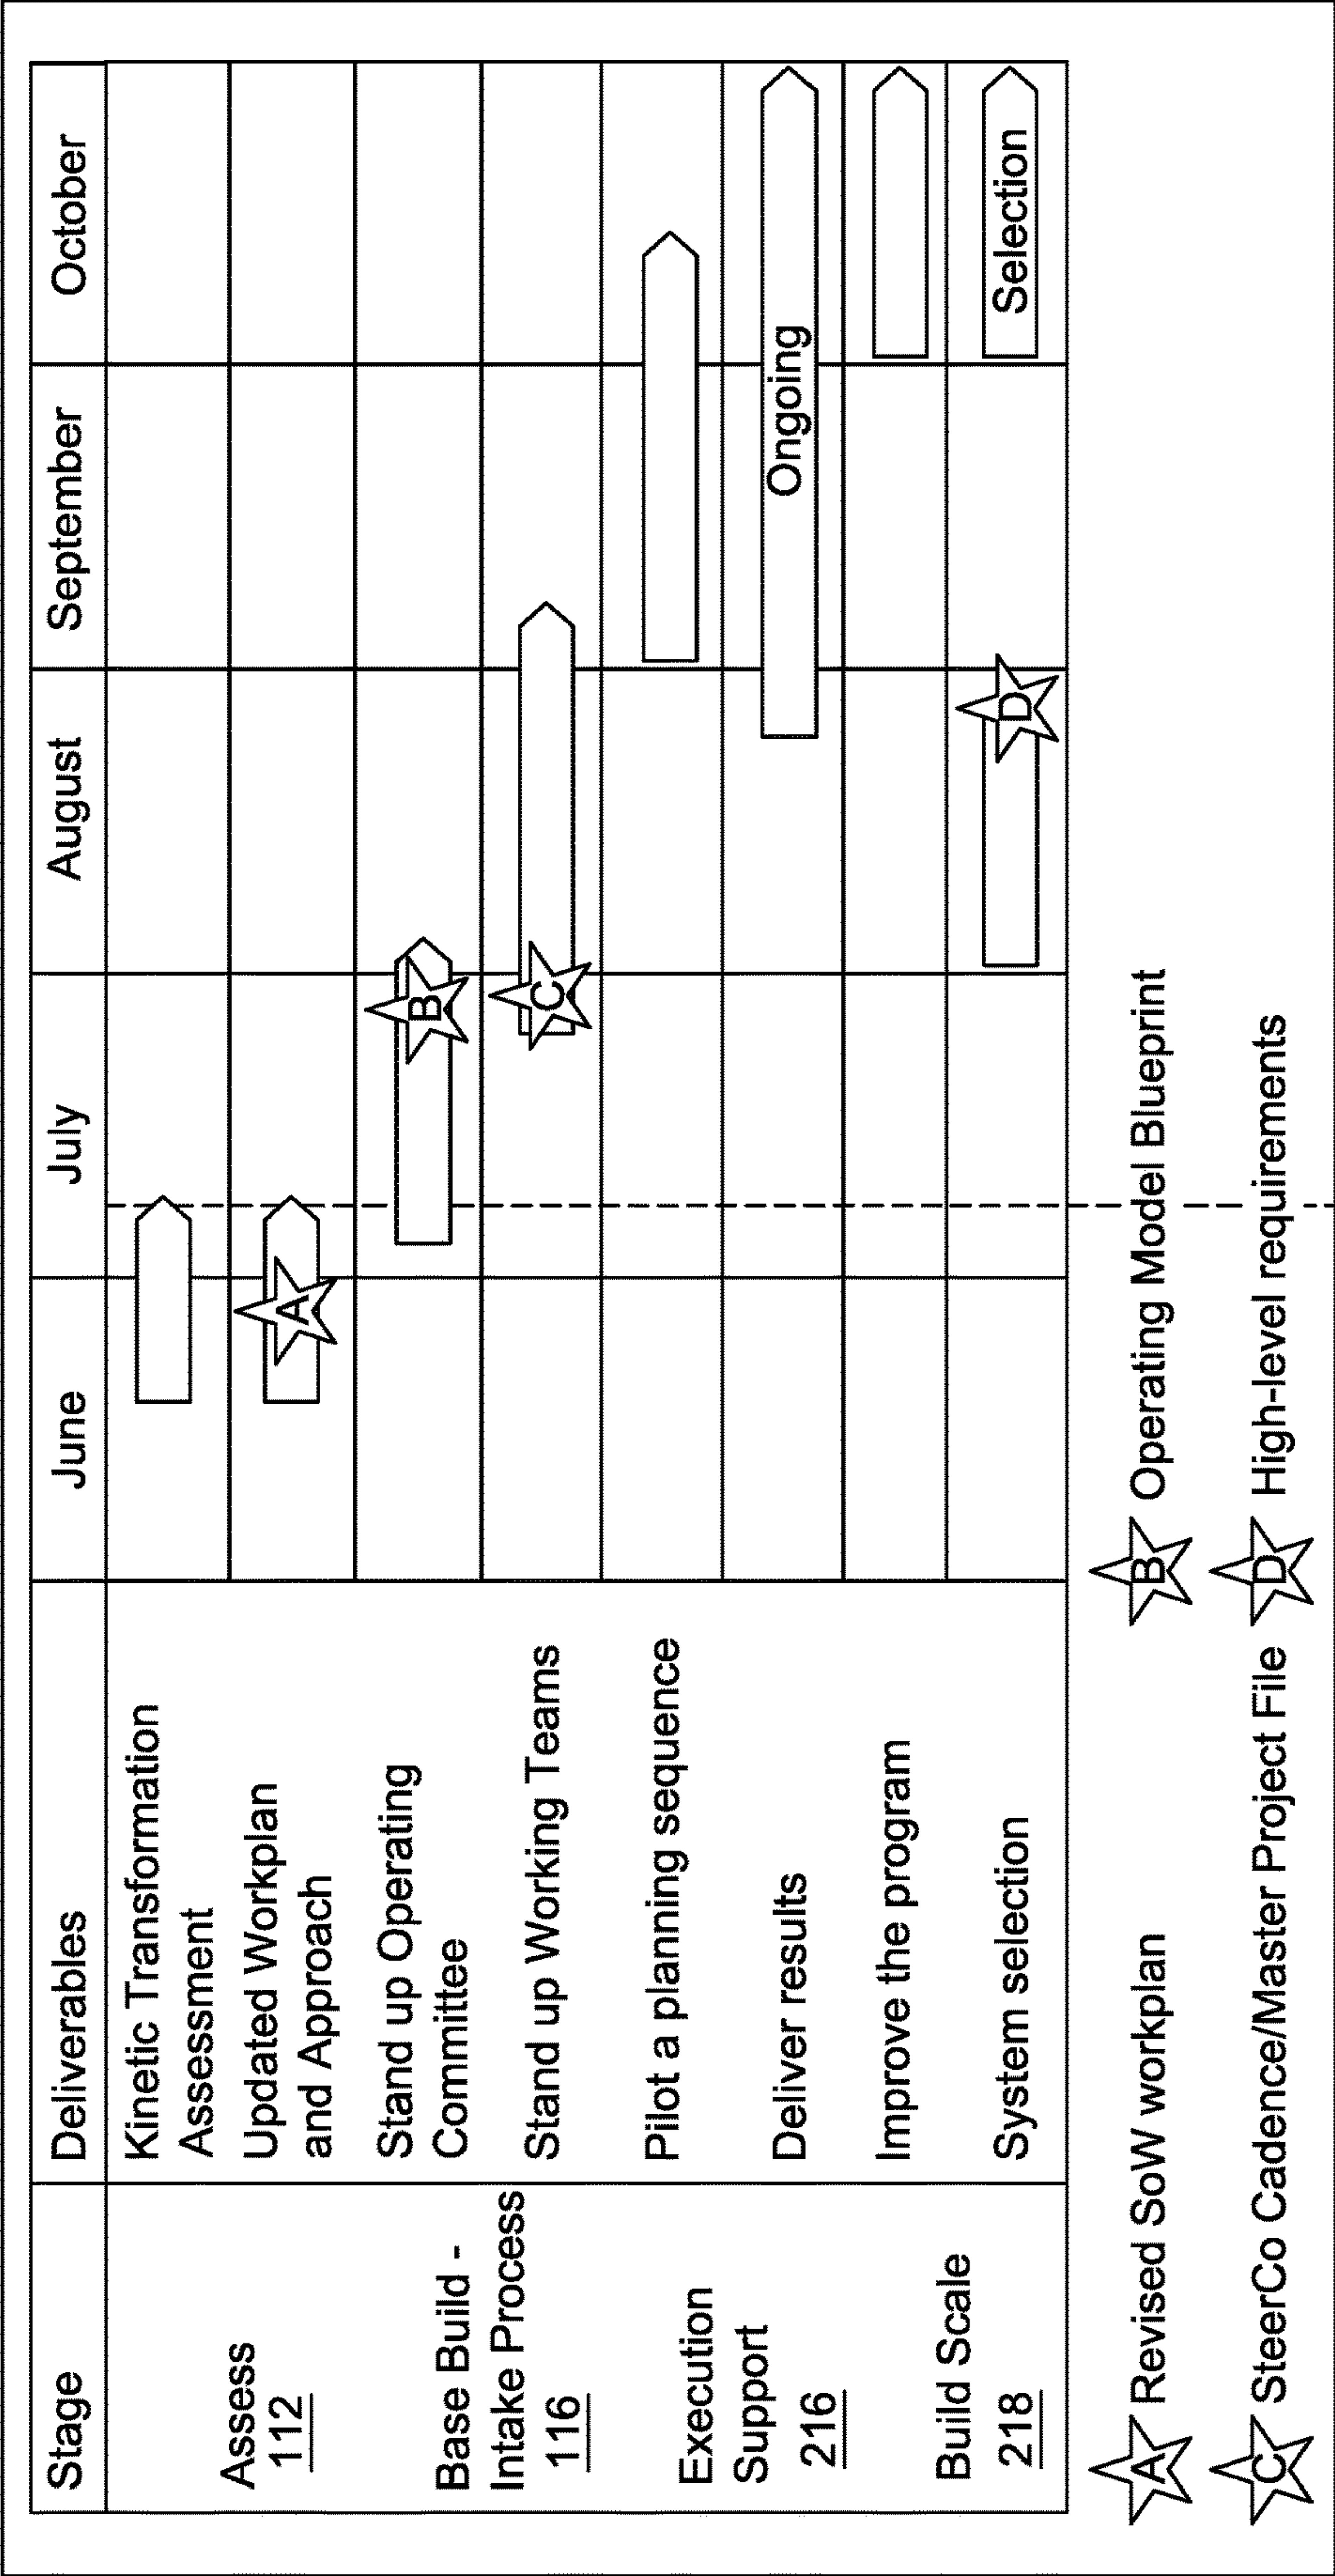 Stage
Deliverables
June
July
August
September
October
Assess
112
Kinetic Transformation
Assessment
Updated Workplan
and Approach
A
Base Build -
Intake Process
116
Stand up Operating
Committee
B
Stand up Working Teams
C
Execution
Support
216
Pilot a planning sequence
Deliver results
Ongoing
Build Scale
218
Improve the program
System selection
D
Selection
A Revised SoW workplan
B Operating Model Blueprint
C SteerCo Cadence/Master Project File
D High-level requirements